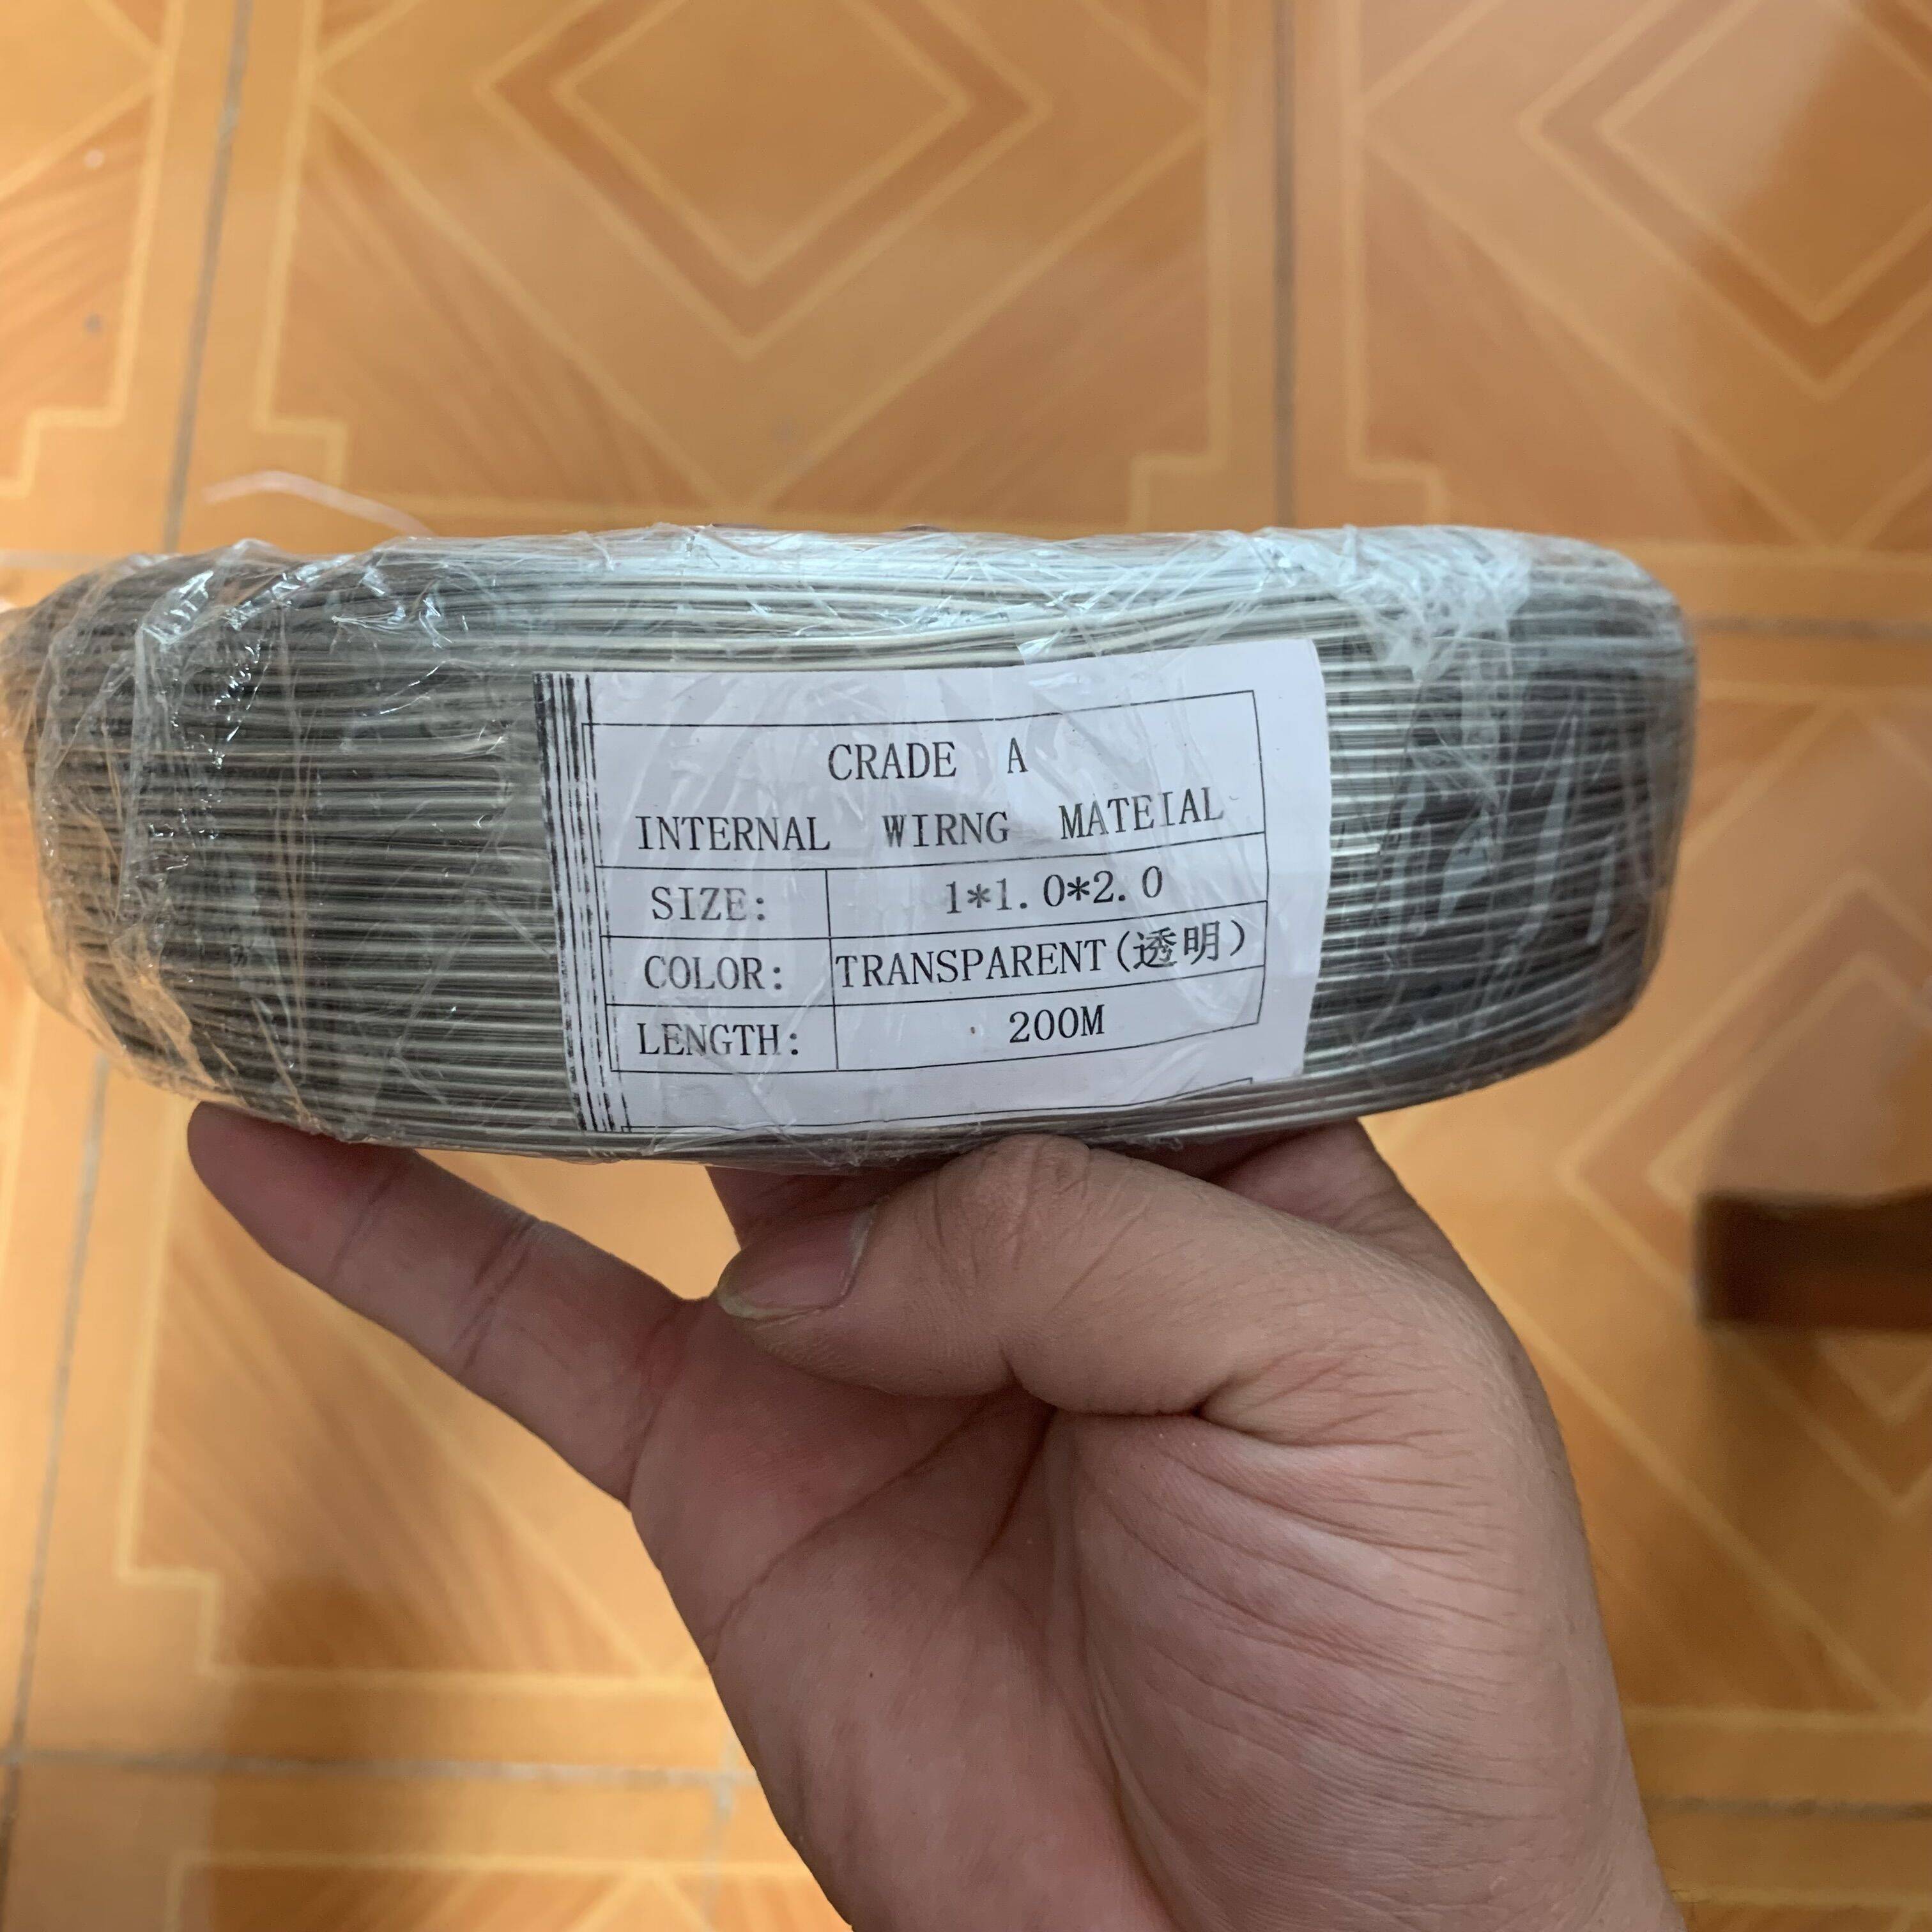 CRADE A
INTERNAL WIRNG MATEIAL
SIZE: 1*1.0*2.0
COLOR: TRANSPARENT(透明)
LENGTH: 200M